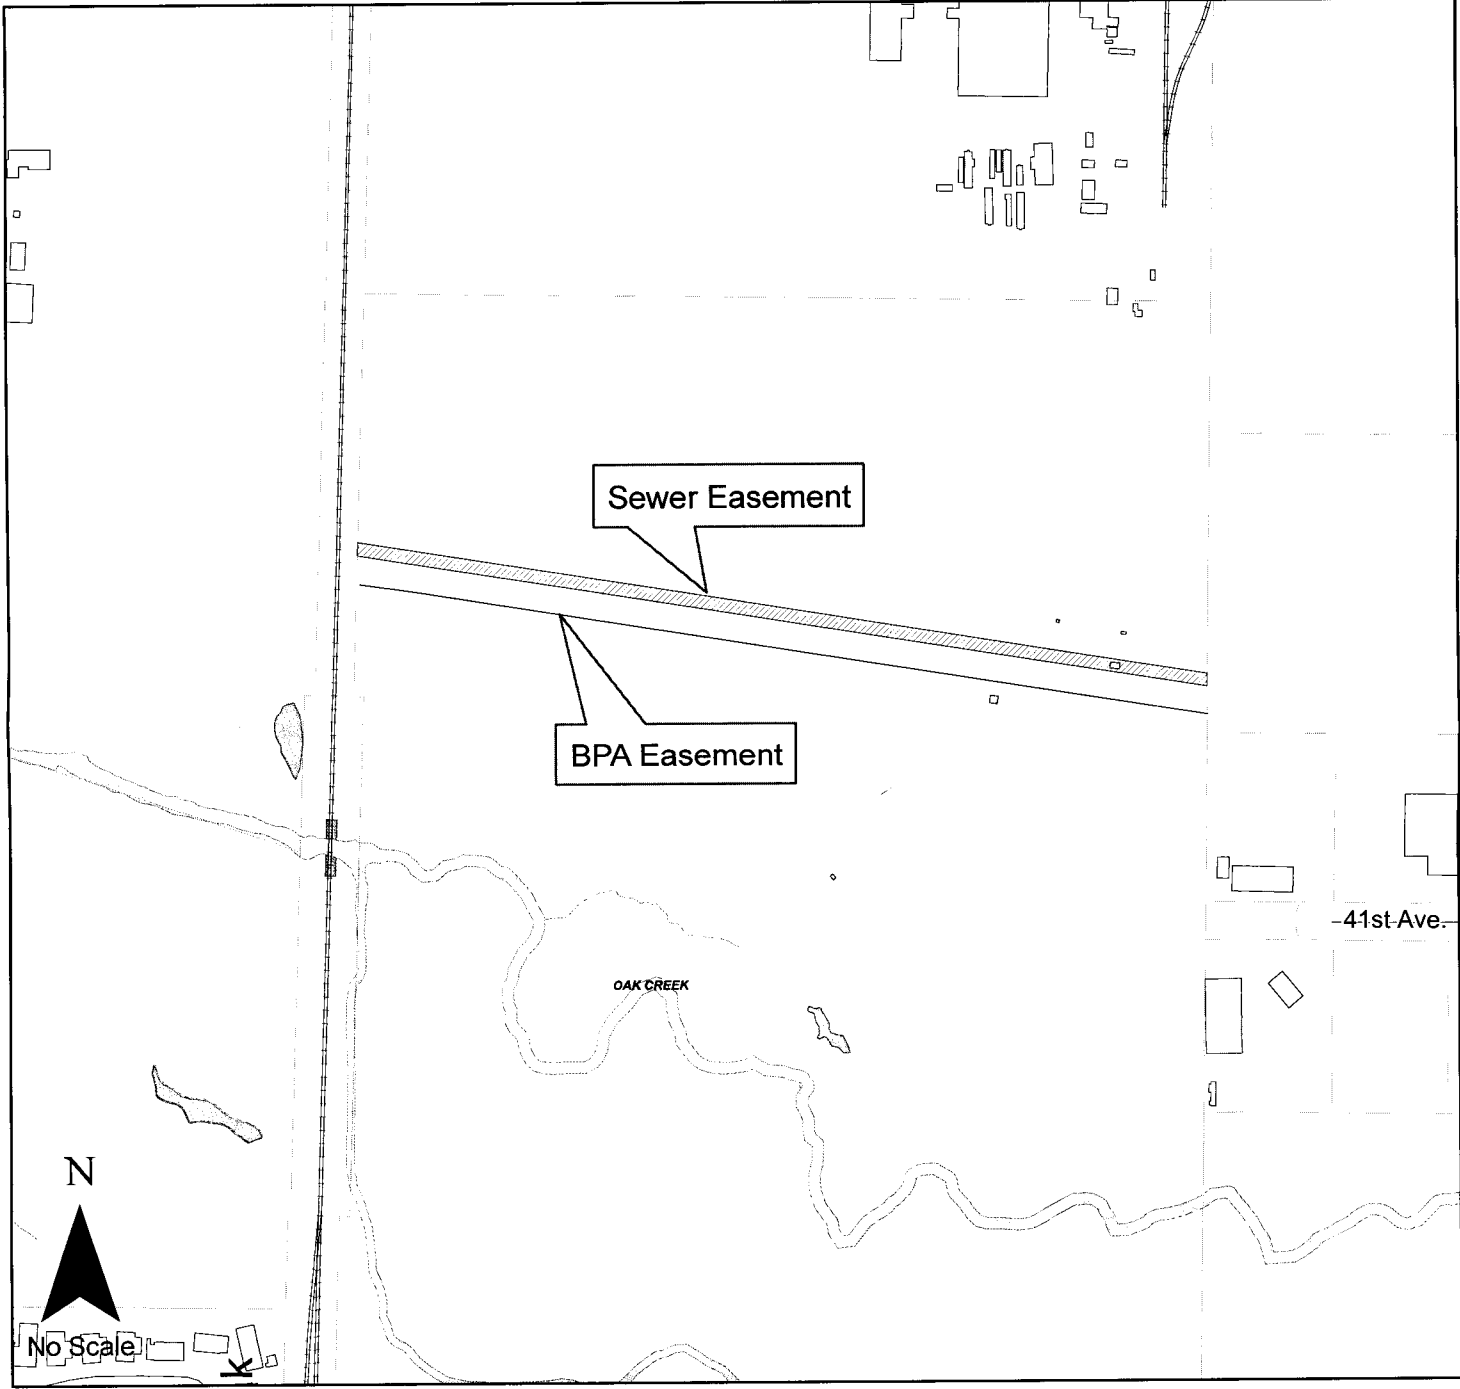 Sewer Easement
BPA Easement
41st Ave.
OAK CREEK
N
No Scale
k